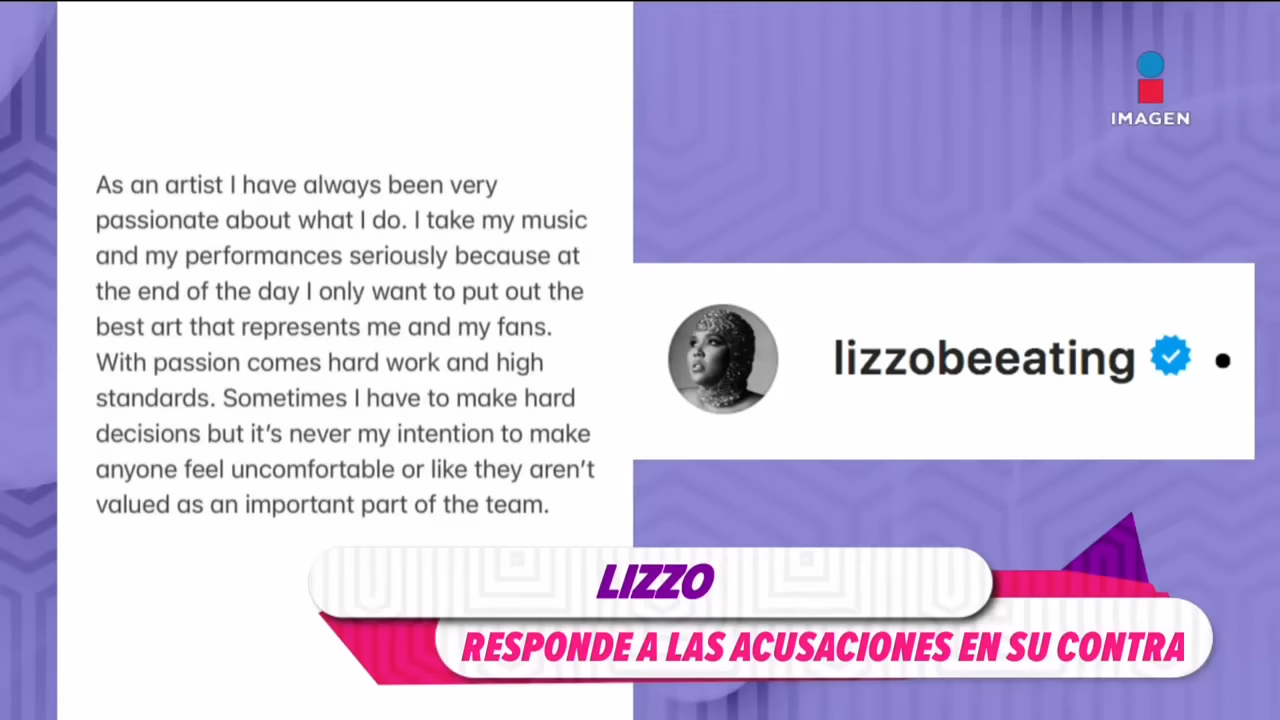 As an artist I have always been very
passionate about what I do. I take my music
and my performances seriously because at
the end of the day I only want to put out the
best art that represents me and my fans.
With passion comes hard work and high
standards. Sometimes I have to make hard
decisions but it’s never my intention to make
anyone feel uncomfortable or like they aren’t
valued as an important part of the team.
IMAGEN
lizzobeeating
LIZZO
RESPONDE A LAS ACUSACIONES EN SU CONTRA